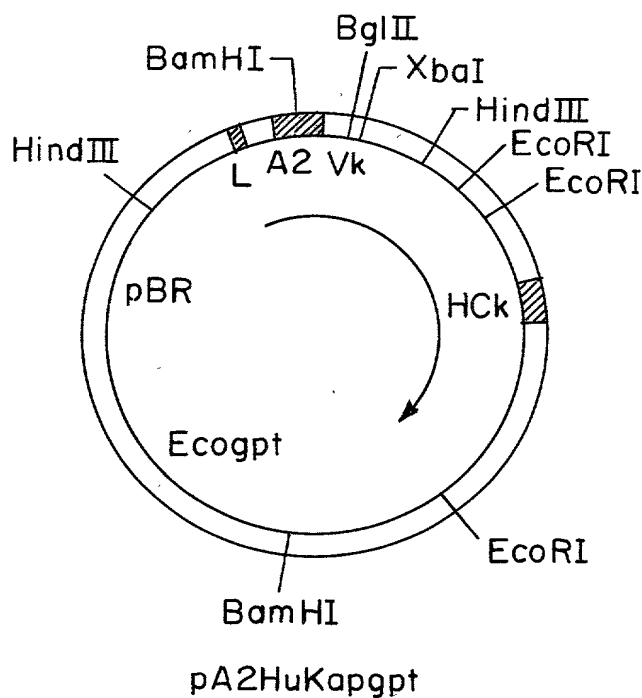 BglII
BamHI
XbaI
HindIII
HindIII
EcoRI
EcoRI
L
A2 Vk
pBR
HCk
Ecogpt
EcoRI
BamHI
pA2HuKapgpt